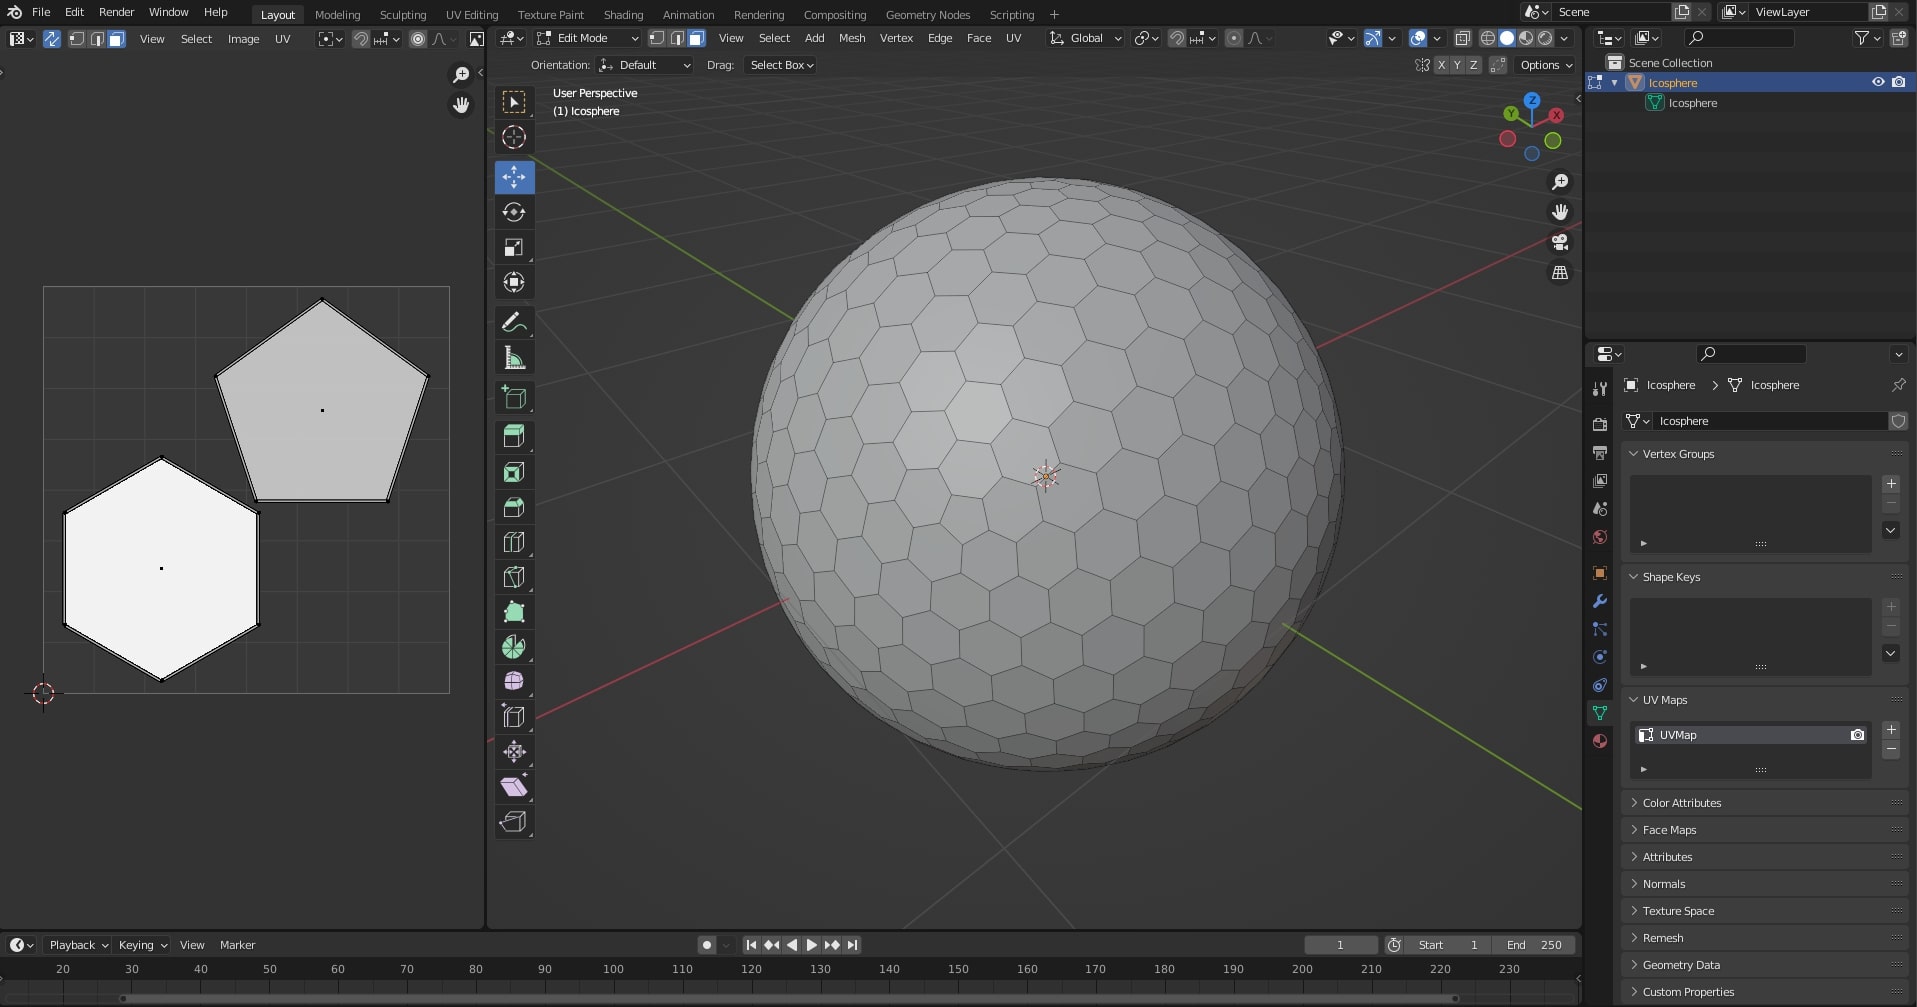 File Edit Render Window Help Layout Modeling Sculpting UV Editing Texture Paint Shading Animation Rendering Compositing Geometry Nodes Scripting + Scene ViewLayer
View Select Image UV Edit Mode View Select Add Mesh Vertex Edge Face UV Global
Orientation: Default Drag: Select Box X Y Z Options
Scene Collection
Icosphere
Icosphere
User Perspective
(1) Icosphere
Z
Y
X
Icosphere > Icosphere
Icosphere
Vertex Groups
Shape Keys
UV Maps
UVMap
Color Attributes
Face Maps
Attributes
Normals
Texture Space
Remesh
Geometry Data
Custom Properties
Playback Keying View Marker 1 Start 1 End 250
20 30 40 50 60 70 80 90 100 110 120 130 140 150 160 170 180 190 200 210 220 230